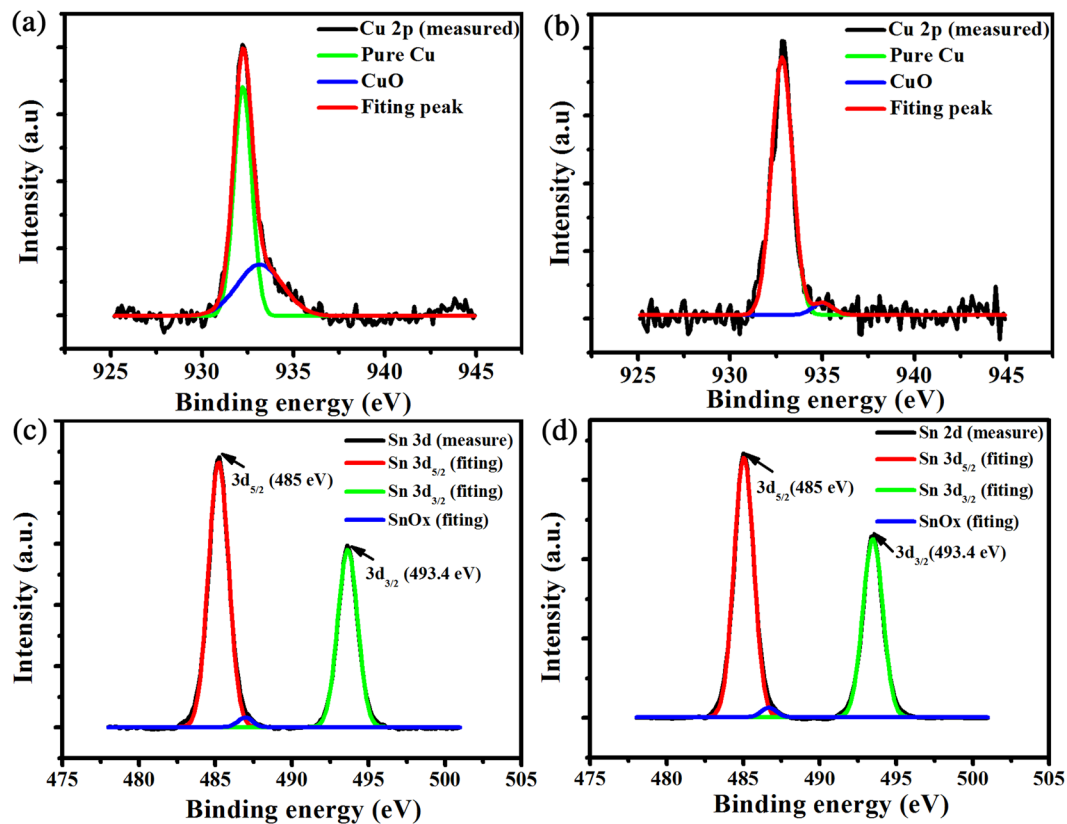 (a)
Cu 2p (measured)
Pure Cu
CuO
Fiting peak
Intensity (a.u)
925 930 935 940 945
Binding energy (eV)
(b)
Cu 2p (measured)
Pure Cu
CuO
Fiting peak
Intensity (a.u)
925 930 935 940 945
Binding energy (eV)
(c)
Sn 3d (measure)
Sn 3d5/2 (fiting)
Sn 3d3/2 (fiting)
SnOx (fiting)
3d5/2 (485 eV)
3d3/2 (493.4 eV)
Intensity (a.u.)
475 480 485 490 495 500 505
Binding energy (eV)
(d)
Sn 2d (measure)
Sn 3d5/2 (fiting)
Sn 3d3/2 (fiting)
SnOx (fiting)
3d5/2 (485 eV)
3d3/2 (493.4 eV)
Intensity (a.u.)
475 480 485 490 495 500 505
Binding energy (eV)